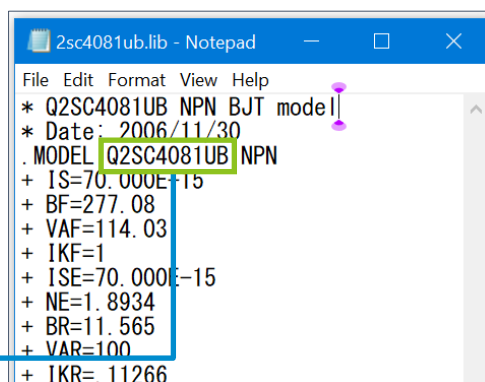 2sc4081ub.lib - Notepad
File Edit Format View Help
* Q2SC4081UB NPN BJT model
* Date: 2006/11/30
.MODEL Q2SC4081UB NPN
+ IS=70.000E-15
+ BF=277.08
+ VAF=114.03
+ IKF=1
+ ISE=70.000E-15
+ NE=1.8934
+ BR=11.565
+ VAR=100
+ IKR=.11266